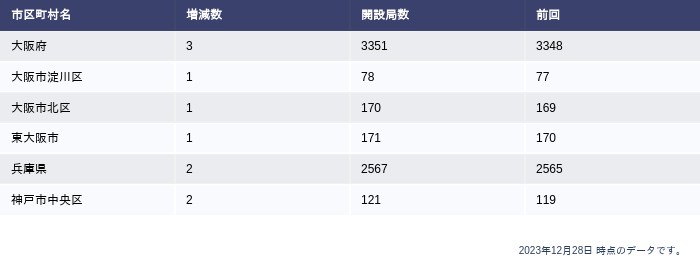 市区町村名 増減数 開設局数 前回
大阪府 3 3351 3348
大阪市淀川区 1 78 77
大阪市北区 1 170 169
東大阪市 1 171 170
兵庫県 2 2567 2565
神戸市中央区 2 121 119
2023年12月28日 時点のデータです。